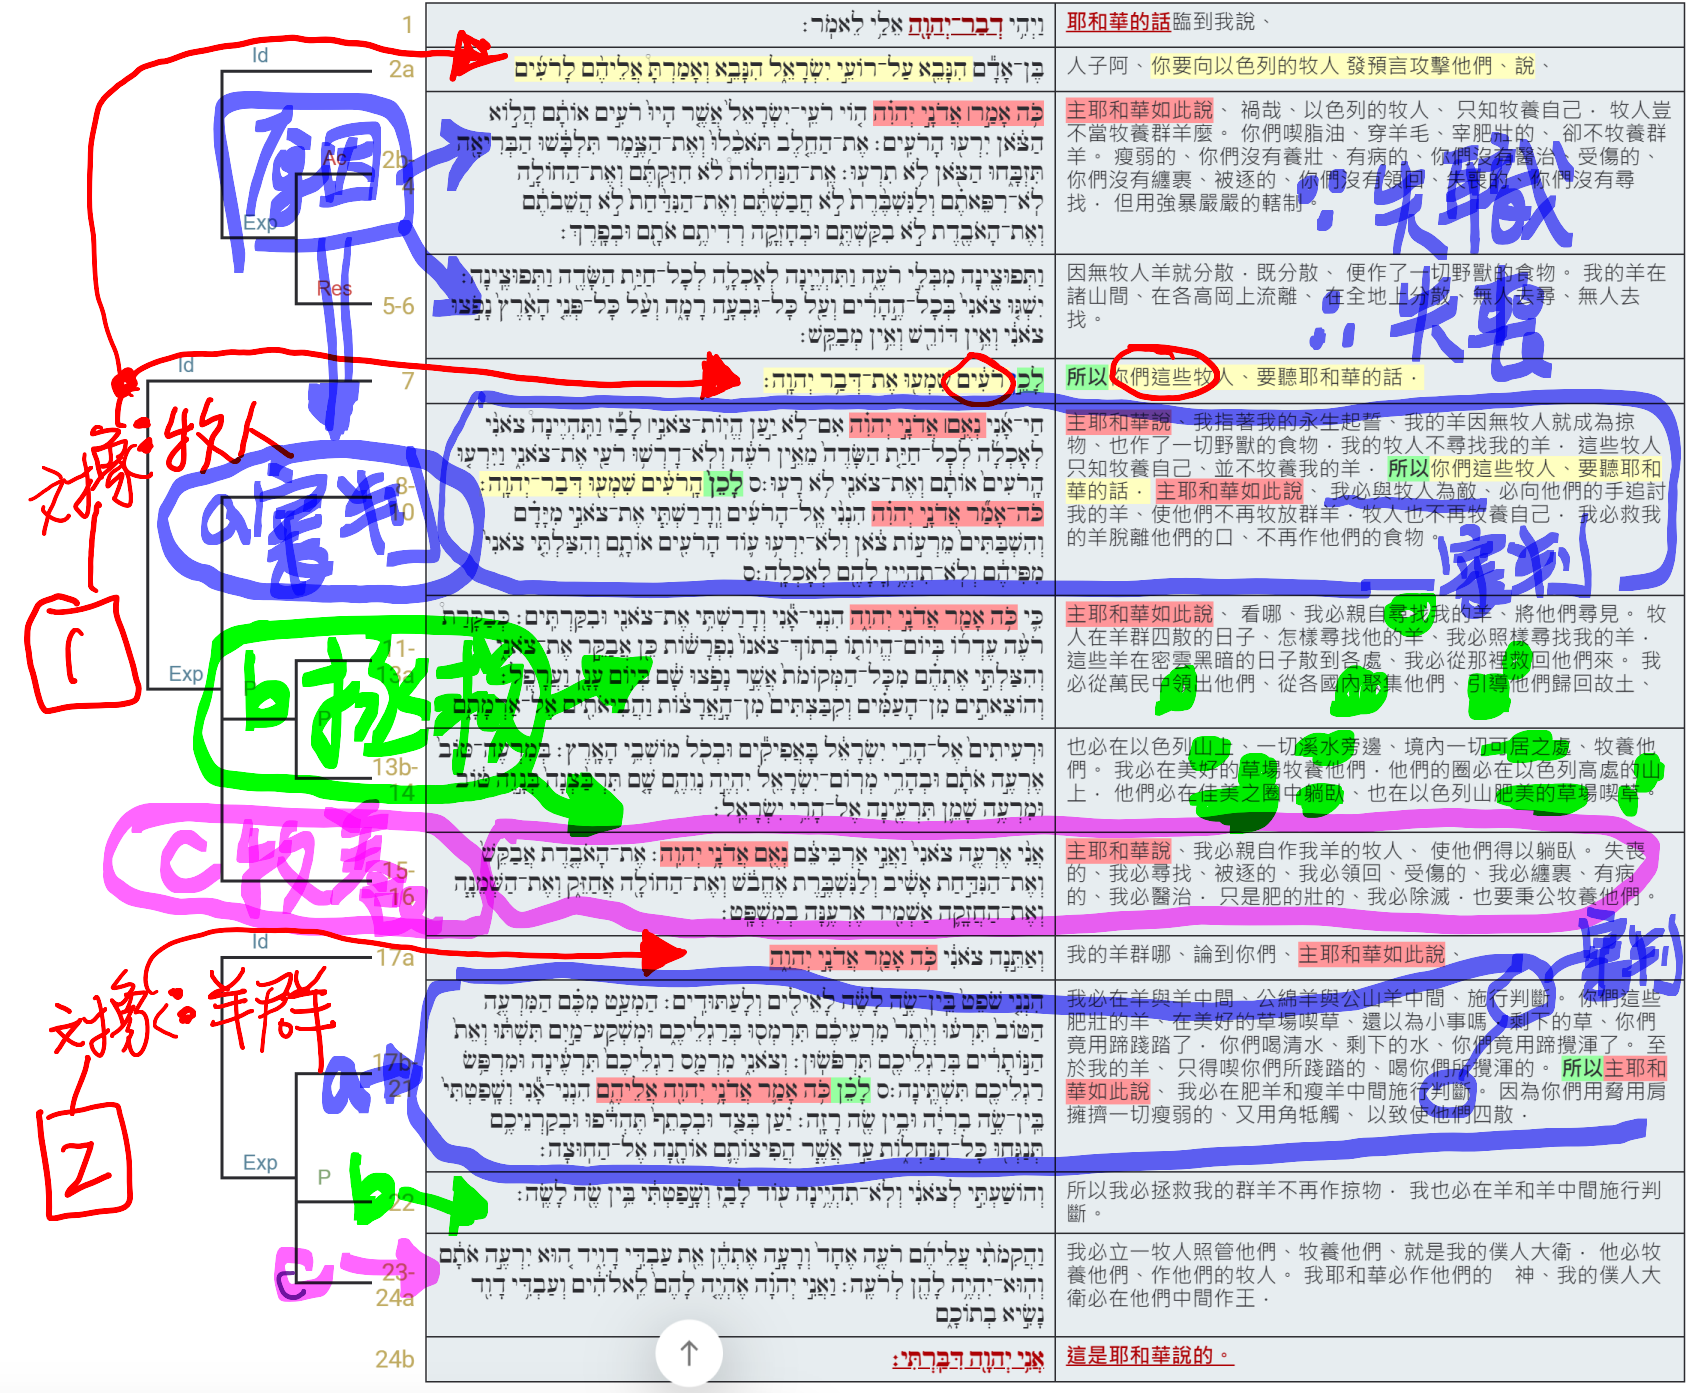 1
וַיְהִ֥י דְבַר־יְהוָ֖ה אֵלַ֥י לֵאמֹֽר׃
耶和華的話臨到我說、
Id
2a
בֶּן־אָדָ֕ם הִנָּבֵ֖א עַל־רוֹעֵ֣י יִשְׂרָאֵ֑ל הִנָּבֵ֣א וְאָמַרְתָּ֩ אֲלֵיהֶ֨ם לָרֹעִ֜ים
人子阿、你要向以色列的牧人 發預言攻擊他們、說、
原因
Ac
2b-
4
Exp
כֹּ֥ה אָמַ֣ר׀ אֲדֹנָ֣י יְהוִ֗ה ה֤וֹי רֹעֵֽי־יִשְׂרָאֵל֙ אֲשֶׁ֤ר הָיוּ֙ רֹעִ֣ים אוֹתָ֔ם הֲל֣וֹא
הַצֹּ֔אן יִרְע֖וּ הָרֹעִֽים׃ אֶת־הַחֵ֤לֶב תֹּאכֵ֙לוּ֙ וְאֶת־הַצֶּ֣מֶר תִּלְבָּ֔שׁוּ הַבְּרִיאָ֖ה
תִּזְבָּ֑חוּ הַצֹּ֖אן לֹ֥א תִרְעֽוּ׃ אֶֽת־הַנַּחְלוֹת֩ לֹ֨א חִזַּקְתֶּ֜ם וְאֶת־הַחוֹלָ֣ה
לֹֽא־רִפֵּאתֶ֗ם וְלַנִּשְׁבֶּ֙רֶת֙ לֹ֣א חֲבַשְׁתֶּ֔ם וְאֶת־הַנִּדַּ֙חַת֙ לֹ֣א הֲשֵׁבֹתֶ֔ם
וְאֶת־הָאֹבֶ֖דֶת לֹ֣א בִקַּשְׁתֶּ֑ם וּבְחָזְקָ֛ה רְדִיתֶ֥ם אֹתָ֖ם וּבְפָֽרֶךְ׃
主耶和華如此說、 禍哉、以色列的牧人、 只知牧養自己． 牧人豈
不當牧養群羊麼。 你們喫脂油、穿羊毛、宰肥壯的、 卻不牧養群
羊。 瘦弱的、你們沒有養壯、有病的、你們沒有醫治、受傷的、
你們沒有纏裹、被逐的、你們沒有領回、失喪的、你們沒有尋
找．但用強暴嚴嚴的轄制。
失職
Res
5-6
וַתְּפוּצֶ֖ינָה מִבְּלִ֣י רֹעֶ֑ה וַתִּהְיֶ֧ינָה לְאָכְלָ֛ה לְכָל־חַיַּ֥ת הַשָּׂדֶ֖ה וַתְּפוּצֶֽינָה׃
יִשְׁגּ֤וּ צֹאנִי֙ בְּכָל־הֶ֣הָרִ֔ים וְעַ֖ל כָּל־גִּבְעָ֣ה רָמָ֑ה וְעַ֨ל כָּל־פְּנֵ֤י הָאָ֙רֶץ֙ נָפֹ֣צוּ
צֹאנִ֔י וְאֵ֥ין דּוֹרֵ֖שׁ וְאֵ֥ין מְבַקֵּֽשׁ׃
因無牧人羊就分散．既分散、 便作了一切野獸的食物。 我的羊在
諸山間、在各高岡上流離、 在全地上分散、無人去尋、無人去
找。
Id
7
לָכֵ֣ן רֹעִ֔ים שִׁמְע֖וּ אֶת־דְּבַ֥ר יְהוָֽה׃
所以你們這些牧人、要聽耶和華的話．
对象:牧人
1
a 審判
8-
10
חַי־אָ֜נִי נְאֻ֣ם׀ אֲדֹנָ֣י יְהוִ֗ה אִם־לֹ֣א יַ֣עַן הֱיֽוֹת־צֹאנִ֣י׀ לָבַ֡ז וַתִּֽהְיֶינָה֩ צֹאנִ֨י
לְאָכְלָ֜ה לְכָל־חַיַּ֤ת הַשָּׂדֶה֙ מֵאֵ֣ין רֹעֶ֔ה וְלֹֽא־דָרְשׁ֥וּ רֹעַ֖י אֶת־צֹאנִ֑י וַיִּרְע֤וּ
הָֽרֹעִים֙ אוֹתָ֔ם וְאֶת־צֹאנִ֖י לֹ֥א רָעֽוּ׃ס לָכֵן֙ הָֽרֹעִ֔ים שִׁמְע֖וּ דְּבַר־יְהוָֽה׃
כֹּה־אָמַ֞ר אֲדֹנָ֣י יְהוִ֗ה הִנְנִ֨י אֶֽל־הָרֹעִ֜ים וְֽדָרַשְׁתִּ֧י אֶת־צֹאנִ֣י מִיָּדָ֗ם
וְהִשְׁבַּתִּים֙ מֵרְע֣וֹת צֹ֔אן וְלֹא־יִרְע֥וּ ע֛וֹד הָרֹעִ֖ים אוֹתָ֑ם וְהִצַּלְתִּ֤י צֹאנִי֙
מִפִּיהֶ֔ם וְלֹֽא־תִהְיֶ֥יןָ לָהֶ֖ם לְאָכְלָֽה׃ס
主耶和華說、我指著我的永生起誓、我的羊因無牧人就成為掠
物、也作了一切野獸的食物．我的牧人不尋找我的羊． 這些牧人
只知牧養自己、並不牧養我的羊． 所以你們這些牧人、要聽耶和
華的話． 主耶和華如此說、 我必與牧人為敵、必向他們的手追討
我的羊、使他們不再牧放群羊．牧人也不再牧養自己． 我必救我
的羊脫離他們的口、不再作他們的食物。
審判
Exp
P
b 拯救
11-
13a
כִּ֛י כֹּ֥ה אָמַ֖ר אֲדֹנָ֣י יְהוִ֑ה הִנְנִי־אָ֕נִי וְדָרַשְׁתִּ֥י אֶת־צֹאנִ֖י וּבִקַּרְתִּֽים׃ כְּבַקָּרַת֩
רֹעֶ֨ה עֶדְר֜וֹ בְּיוֹם־הֱיוֹת֤וֹ בְתוֹךְ־צֹאנוֹ֙ נִפְרָשׁ֔וֹת כֵּ֖ן אֲבַקֵּ֣ר אֶת־צֹאנִ֑י
וְהִצַּלְתִּ֣י אֶתְהֶ֗ם מִכָּל־הַמְּקוֹמֹת֙ אֲשֶׁ֣ר נָפֹ֣צוּ שָׁ֔ם בְּי֥וֹם עָנָ֖ן וַעֲרָפֶֽל׃
וְהוֹצֵאתִ֣ים מִן־הָעַמִּ֗ים וְקִבַּצְתִּים֙ מִן־הָ֣אֲרָצ֔וֹת וַהֲבִיאֹתִ֖ים אֶל־אַדְמָתָ֑ם
主耶和華如此說、 看哪、我必親自尋找我的羊、將他們尋見。 牧
人在羊群四散的日子、怎樣尋找他的羊、 我必照樣尋找我的羊．
這些羊在密雲黑暗的日子散到各處、我必從那裡救回他們來。 我
必從萬民中領出他們、從各國內聚集他們、引導他們歸回故土、
P
13b-
14
וּרְעִיתִים֙ אֶל־הָרֵ֣י יִשְׂרָאֵ֔ל בָּאֲפִיקִ֕ים וּבְכֹ֖ל מוֹשְׁבֵ֥י הָאָֽרֶץ׃ בְּמִרְעֶה־טּוֹב֙
אֶרְעֶ֣ה אֹתָ֔ם וּבְהָרֵ֥י מְרֽוֹם־יִשְׂרָאֵ֖ל יִהְיֶ֣ה נְוֵהֶ֑ם שָׁ֤ם תִּרְבַּ֙צְנָה֙ בְּנָ֣וֶה טּ֔וֹב
וּמִרְעֶ֥ה שָׁמֵ֛ן תִּרְעֶ֖ינָה אֶל־הָרֵ֥י יִשְׂרָאֵֽל׃
也必在以色列山上、一切溪水旁邊、境內一切可居之處、牧養他
們。 我必在美好的草場牧養他們．他們的圈必在以色列高處的山
上． 他們必在佳美之圈中躺臥、也在以色列山肥美的草場喫草。
c 牧養
15-
16
אֲנִ֨י אֶרְעֶ֤ה צֹאנִי֙ וַאֲנִ֣י אַרְבִּיצֵ֔ם נְאֻ֖ם אֲדֹנָ֥י יְהוִֽה׃ אֶת־הָאֹבֶ֤דֶת אֲבַקֵּשׁ֙
וְאֶת־הַנִּדַּ֣חַת אָשִׁ֔יב וְלַנִּשְׁבֶּ֣רֶת אֶחֱבֹ֔שׁ וְאֶת־הַחוֹלָ֖ה אֲחַזֵּ֑ק וְאֶת־הַשְּׁמֵנָ֧ה
וְאֶת־הַחֲזָקָ֛ה אַשְׁמִ֖יד אֶרְעֶ֥נָּה בְמִשְׁפָּֽט׃
主耶和華說、我必親自作我羊的牧人、 使他們得以躺臥。 失喪
的、我必尋找、被逐的、我必領回、受傷的、我必纏裹、有病
的、我必醫治． 只是肥的壯的、我必除滅．也要秉公牧養他們。
Id
17a
וְאַתֵּ֣נָה צֹאנִ֔י כֹּ֥ה אָמַ֖ר אֲדֹנָ֣י יְהוִ֑ה
我的羊群哪、論到你們、主耶和華如此說、
審判
对象:羊群
2
a
17b-
21
הִנְנִ֤י שֹׁפֵט֙ בֵּֽין־שֶׂ֣ה לָשֶׂ֔ה לָאֵילִ֖ים וְלָעַתּוּדִֽים׃ הַמְעַ֣ט מִכֶּ֗ם הַמִּרְעֶ֤ה
הַטּוֹב֙ תִּרְע֔וּ וְיֶ֙תֶר֙ מִרְעֵיכֶ֔ם תִּרְמְס֖וּ בְּרַגְלֵיכֶ֑ם וּמִשְׁקַע־מַ֣יִם תִּשְׁתּ֔וּ וְאֵת֙
הַנּ֣וֹתָרִ֔ים בְּרַגְלֵיכֶ֖ם תִּרְפֹּשֽׂוּן׃ וְצֹאנִ֑י מִרְמַ֤ס רַגְלֵיכֶם֙ תִּרְעֶ֔ינָה וּמִרְפַּ֥שׂ
רַגְלֵיכֶ֖ם תִּשְׁתֶּֽינָה׃ס לָכֵ֗ן כֹּ֥ה אָמַ֛ר אֲדֹנָ֥י יְהוִ֖ה אֲלֵיהֶ֑ם הִנְנִי־אָ֕נִי וְשָֽׁפַטְתִּי֙
בֵּֽין־שֶׂ֣ה בִרְיָ֔ה וּבֵ֥ין שֶׂ֖ה רָזָֽה׃ יַ֗עַן בְּצַ֤ד וּבְכָתֵף֙ תֶּהְדֹּ֔פוּ וּבְקַרְנֵיכֶ֥ם
תְּנַגְּח֖וּ כָּל־הַנַּחְל֑וֹת עַ֣ד אֲשֶׁ֧ר הֲפִיצוֹתֶ֛ם אוֹתָ֖נָה אֶל־הַחֽוּצָה׃
我必在羊與羊中間、公綿羊與公山羊中間、施行判斷。 你們這些
肥壯的羊、在美好的草場喫草、還以為小事嗎、剩下的草、你們
竟用蹄踐踏了．你們喝清水、剩下的水、你們竟用蹄攪渾了。 至
於我的羊、 只得喫你們所踐踏的、喝你們所攪渾的。 所以主耶和
華如此說、 我必在肥羊和瘦羊中間施行判斷。 因為你們用脅用肩
擁擠一切瘦弱的、又用角牴觸、 以致使他們四散．
Exp
P
b
22
וְהוֹשַׁעְתִּ֣י לְצֹאנִ֔י וְלֹֽא־תִהְיֶ֥ינָה ע֖וֹד לָבַ֑ז וְשָׁ֣פַטְתִּ֔י בֵּ֥ין שֶׂ֖ה לָשֶֽׂה׃
所以我必拯救我的群羊不再作掠物． 我也必在羊和羊中間施行判
斷。
c
23-
24a
וַהֲקִמֹתִ֨י עֲלֵיהֶ֜ם רֹעֶ֤ה אֶחָד֙ וְרָעָ֣ה אֶתְהֶ֔ן אֵ֖ת עַבְדִּ֣י דָוִ֑יד ה֚וּא יִרְעֶ֣ה אֹתָ֔ם
וְהֽוּא־יִהְיֶ֥ה לָהֶ֖ן לְרֹעֶֽה׃ וַאֲנִ֣י יְהוָ֗ה אֶהְיֶ֤ה לָהֶם֙ לֵֽאלֹהִ֔ים וְעַבְדִּ֥י דָוִ֖ד
נָשִׂ֣יא בְתוֹכָ֑ם
我必立一牧人照管他們、牧養他們、就是我的僕人大衛．他必牧
養他們、作他們的牧人。 我耶和華必作他們的 神、我的僕人大
衛必在他們中間作王．
24b
אֲנִ֥י יְהוָ֖ה דִּבַּֽרְתִּי׃
這是耶和華說的。